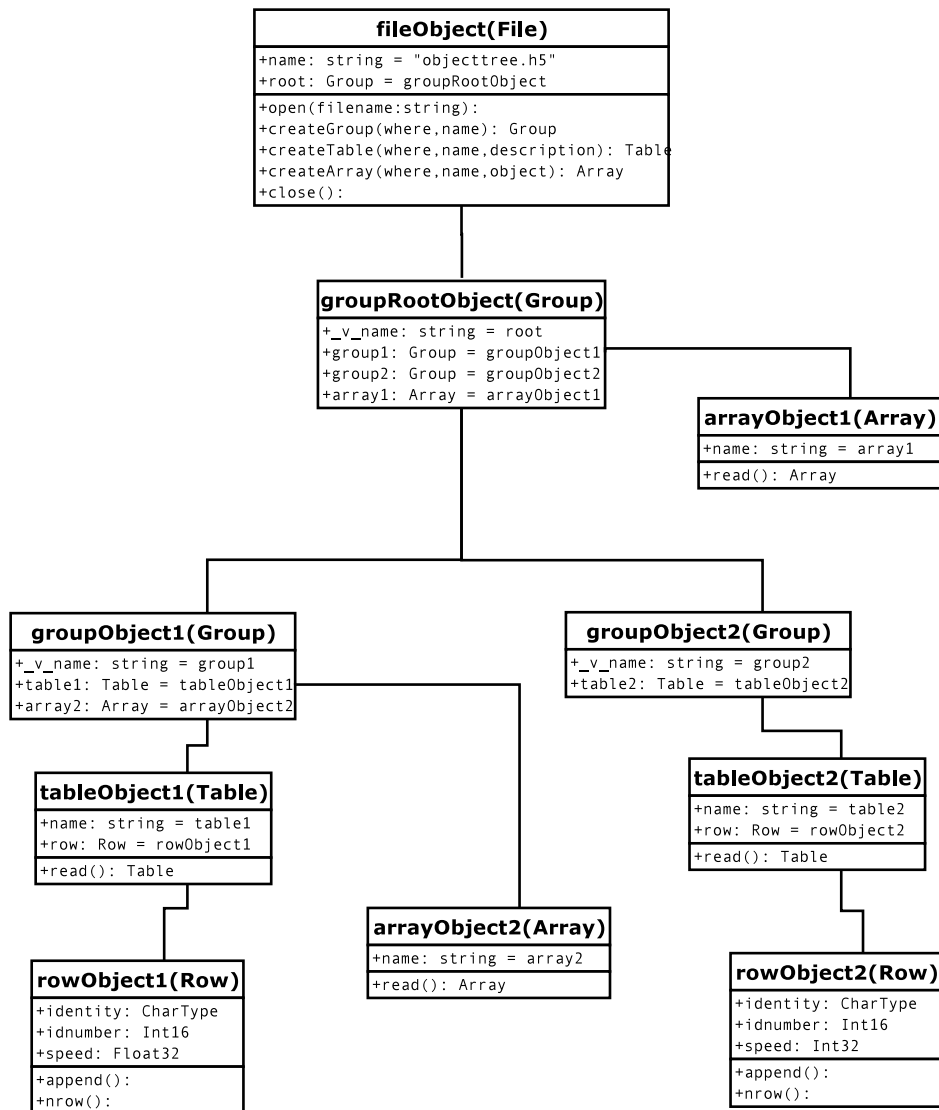 fileObject(File)
+name: string = "objecttree.h5"
+root: Group = groupRootObject
+open(filename:string):
+createGroup(where,name): Group
+createTable(where,name,description): Table
+createArray(where,name,object): Array
+close():
groupRootObject(Group)
+_v_name: string = root
+group1: Group = groupObject1
+group2: Group = groupObject2
+array1: Array = arrayObject1
arrayObject1(Array)
+name: string = array1
+read(): Array
groupObject1(Group)
+_v_name: string = group1
+table1: Table = tableObject1
+array2: Array = arrayObject2
groupObject2(Group)
+_v_name: string = group2
+table2: Table = tableObject2
tableObject1(Table)
+name: string = table1
+row: Row = rowObject1
+read(): Table
tableObject2(Table)
+name: string = table2
+row: Row = rowObject2
+read(): Table
arrayObject2(Array)
+name: string = array2
+read(): Array
rowObject1(Row)
+identity: CharType
+idnumber: Int16
+speed: Float32
+append():
+nrow():
rowObject2(Row)
+identity: CharType
+idnumber: Int16
+speed: Int32
+append():
+nrow():